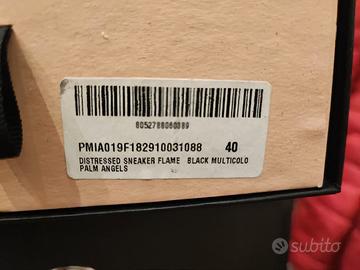 8052788060089
PMIA019F182910031088 40
DISTRESSED SNEAKER FLAME BLACK MULTICOLO
PALM ANGELS
subito